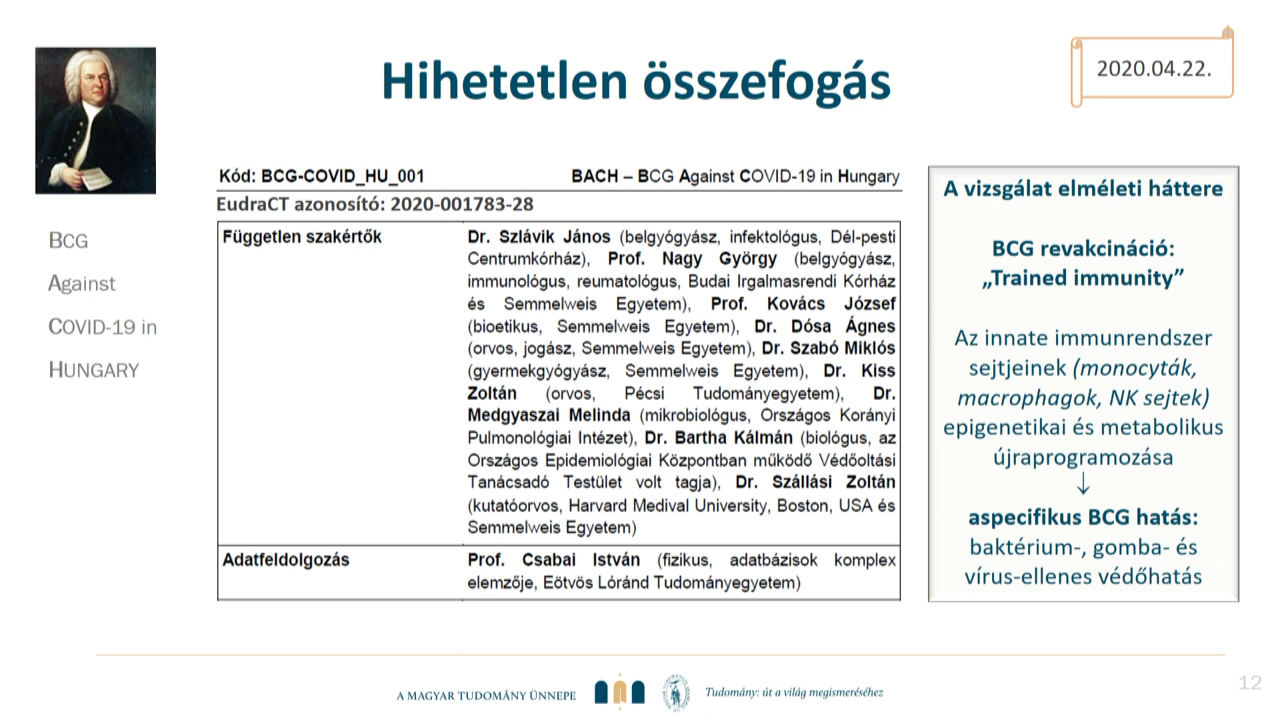 Hihetetlen összefogás
2020.04.22.
BCG
Against
COVID-19 in
HUNGARY
Kód: BCG-COVID_HU_001 BACH – BCG Against COVID-19 in Hungary
EudraCT azonosító: 2020-001783-28
Független szakértők
Dr. Szlávik János (belgyógyász, infektológus, Dél-pesti
Centrumkórház), Prof. Nagy György (belgyógyász,
immunológus, reumatológus, Budai Irgalmasrendi Kórház
és Semmelweis Egyetem), Prof. Kovács József
(bioetikus, Semmelweis Egyetem), Dr. Dósa Ágnes
(orvos, jogász, Semmelweis Egyetem), Dr. Szabó Miklós
(gyermekgyógyász, Semmelweis Egyetem), Dr. Kiss
Zoltán (orvos, Pécsi Tudományegyetem), Dr.
Medgyaszai Melinda (mikrobiológus, Országos Korányi
Pulmonológiai Intézet), Dr. Bartha Kálmán (biológus, az
Országos Epidemiológiai Központban működő Védőoltási
Tanácsadó Testület volt tagja), Dr. Szállási Zoltán
(kutatóorvos, Harvard Medival University, Boston, USA és
Semmelweis Egyetem)
Adatfeldolgozás
Prof. Csabai István (fizikus, adatbázisok komplex
elemzője, Eötvös Lóránd Tudományegyetem)
A vizsgálat elméleti háttere
BCG revakcináció:
„Trained immunity”
Az innate immunrendszer
sejtjeinek (monocyták,
macrophagok, NK sejtek)
epigenetikai és metabolikus
újraprogramozása
↓
aspecifikus BCG hatás:
baktérium-, gomba- és
vírus-ellenes védőhatás
A MAGYAR TUDOMÁNY ÜNNEPE
Tudomány: út a világ megismeréséhez
12